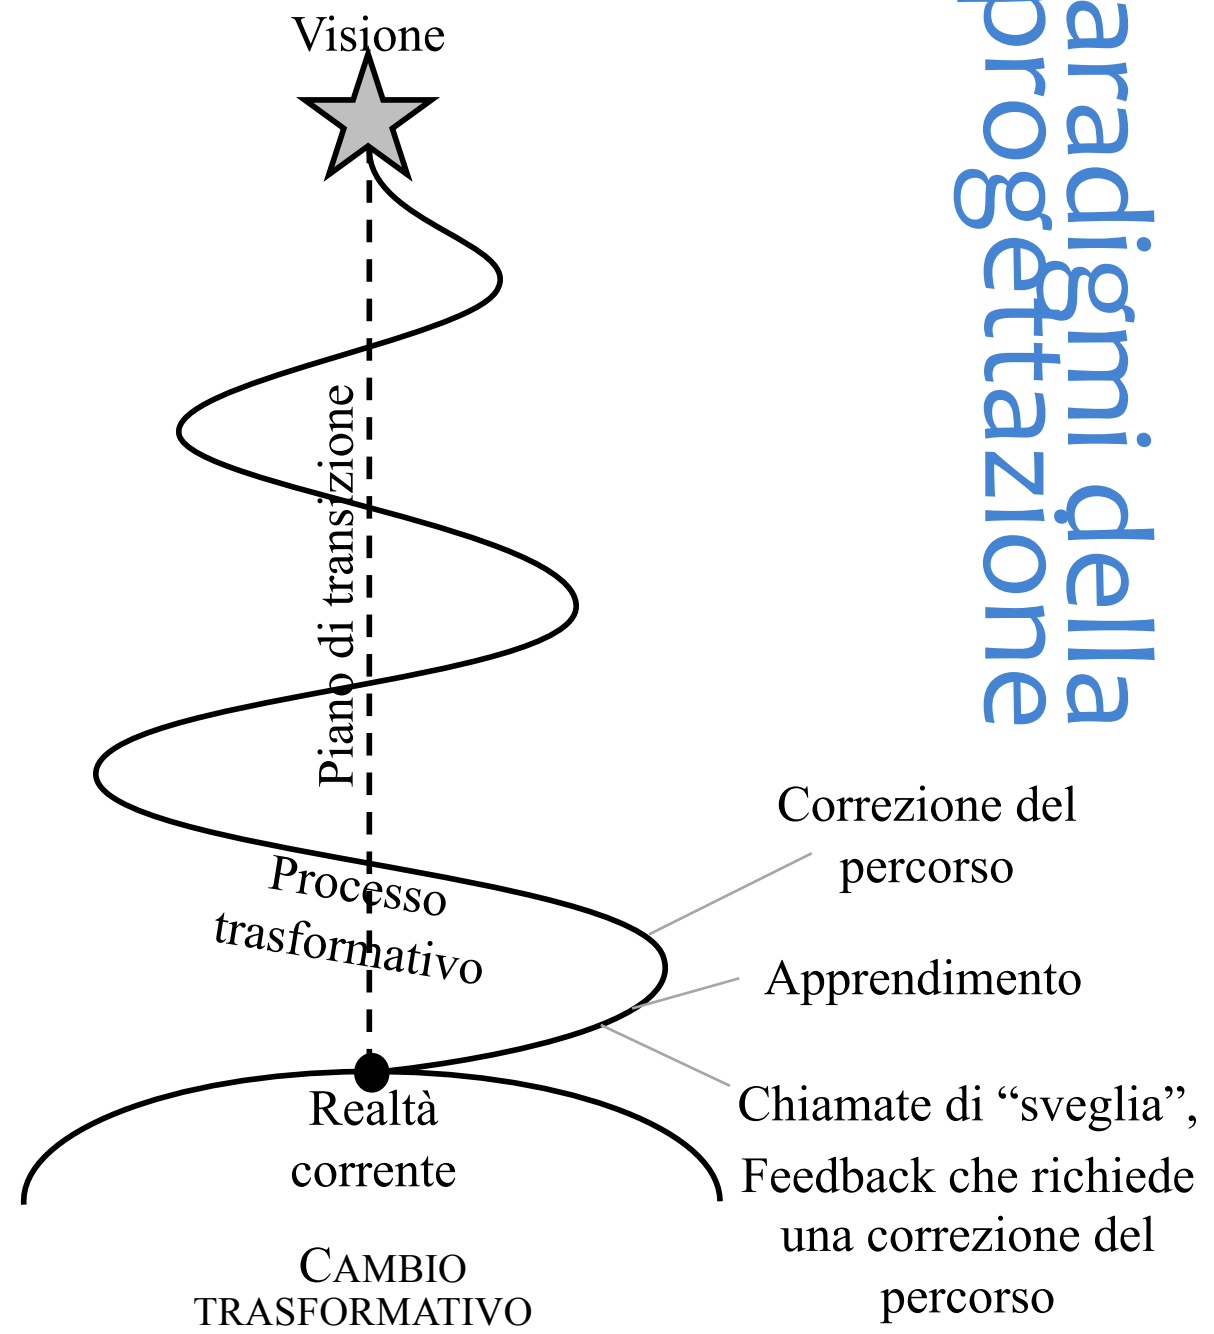 Visione
aradigmi della
progettazione
Piano di transizione
Correzione del
percorso
Processo
trasformativo
Apprendimento
Realtà
corrente
Chiamate di “sveglia”,
Feedback che richiede
una correzione del
percorso
CAMBIO
TRASFORMATIVO